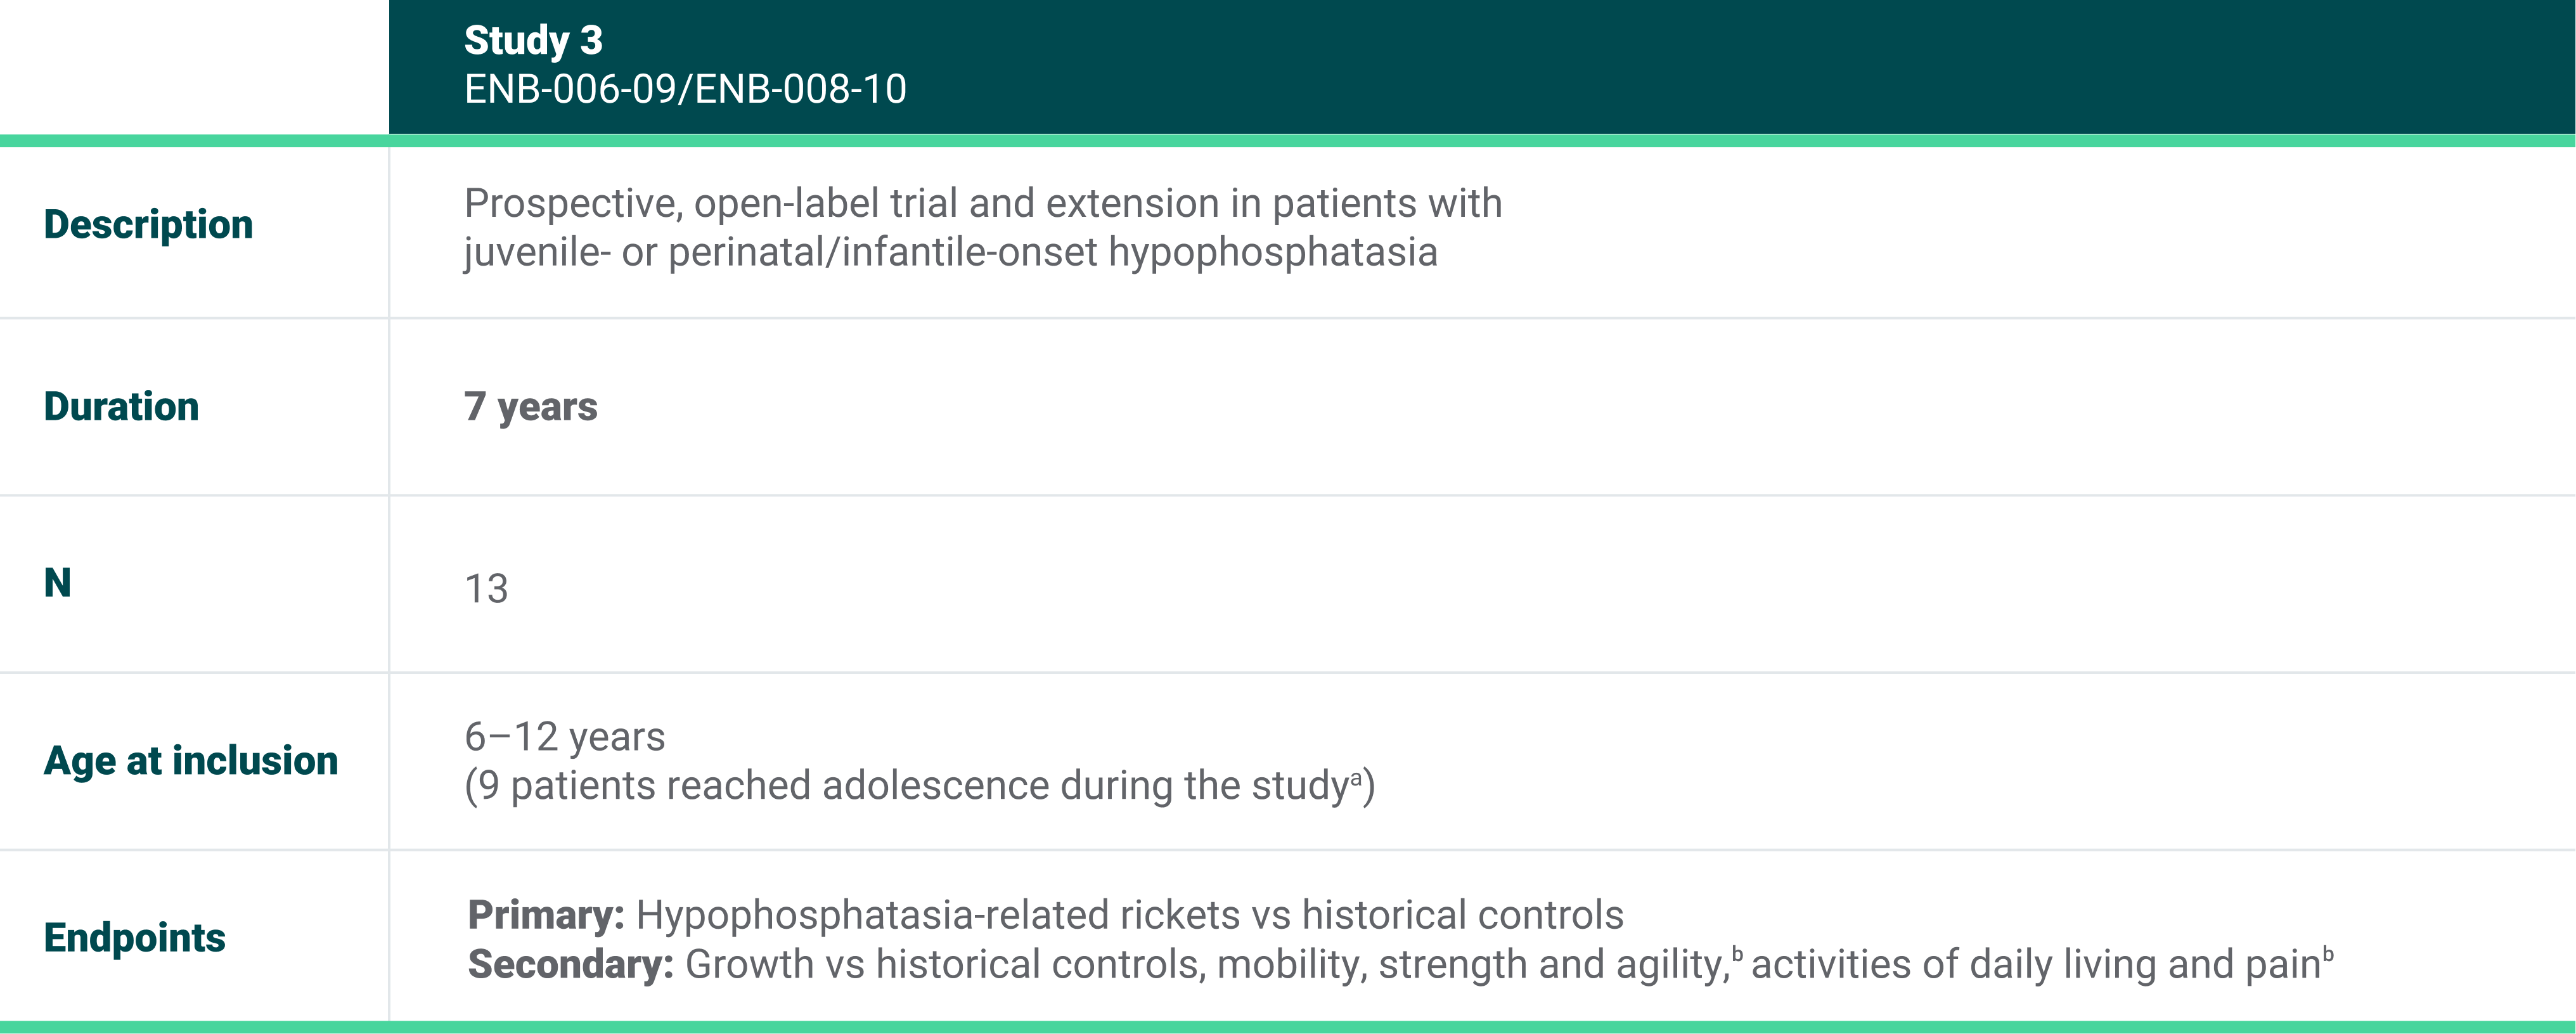 Study 3
ENB-006-09/ENB-008-10
Description
Prospective, open-label trial and extension in patients with
juvenile- or perinatal/infantile-onset hypophosphatasia
Duration
7 years
N
13
Age at inclusion
6–12 years
(9 patients reached adolescence during the studyᵃ)
Endpoints
Primary: Hypophosphatasia-related rickets vs historical controls
Secondary: Growth vs historical controls, mobility, strength and agility,ᵇ activities of daily living and painᵇ